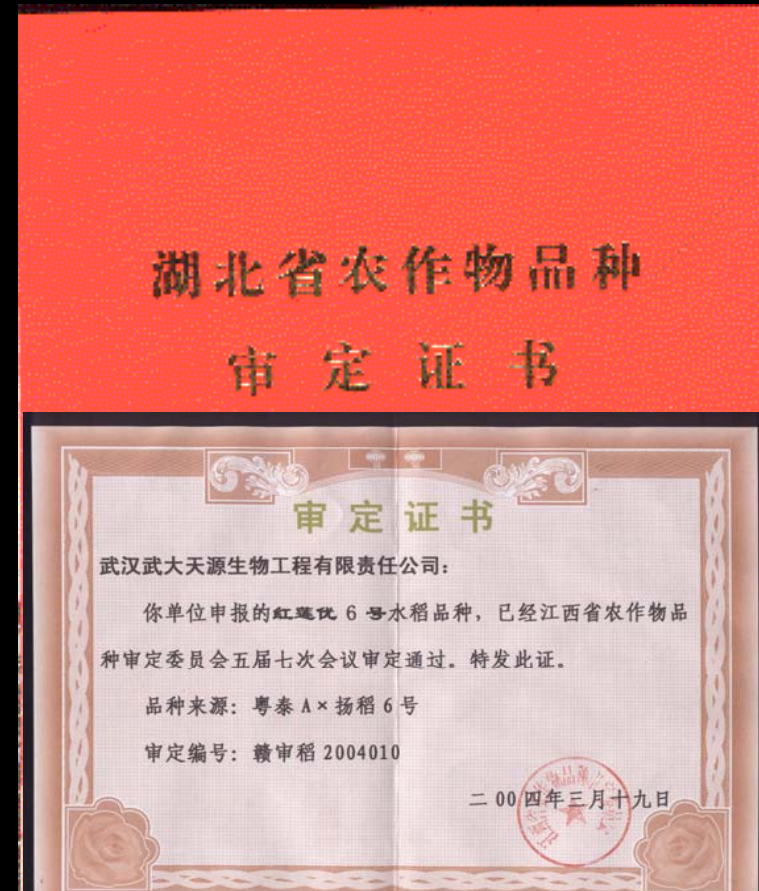 湖北省农作物品种
审定证书
审定证书
武汉武大天源生物工程有限责任公司：
你单位申报的红莲优6号水稻品种，已经江西省农作物品
种审定委员会五届七次会议审定通过。特发此证。
品种来源：粤泰A×扬稻6号
审定编号：赣审稻2004010
二00四年三月十九日